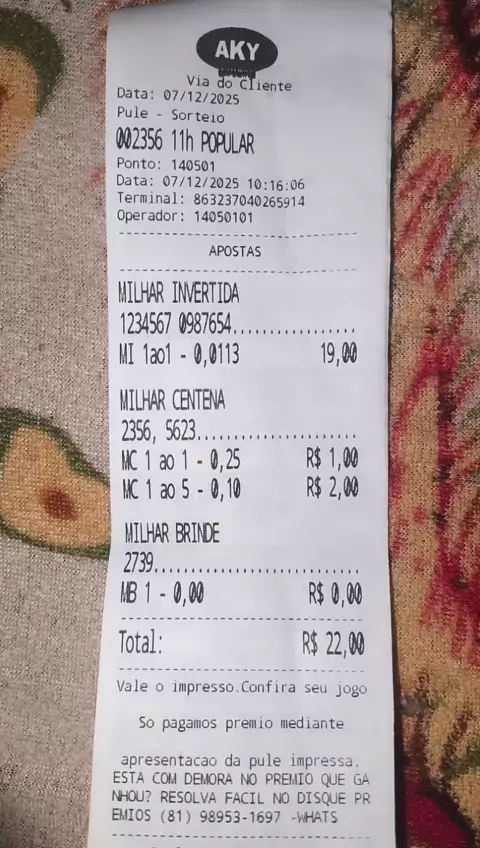 AKY
Via do Cliente
Data: 07/12/2025
Pule - Sorteio
002356 11h POPULAR
Ponto: 140501
Data: 07/12/2025 10:16:06
Terminal: 863237040265914
Operador: 14050101
APOSTAS
MILHAR INVERTIDA
1234567 0987654..................
MI 1ao1 - 0,0113 19,00
MILHAR CENTENA
2356, 5623.......................
MC 1 ao 1 - 0,25 R$ 1,00
MC 1 ao 5 - 0,10 R$ 2,00
MILHAR BRINDE
2739.............................
MB 1 - 0,00 R$ 0,00
Total: R$ 22,00
Vale o impresso.Confira seu jogo
So pagamos premio mediante
apresentacao da pule impressa.
ESTA COM DEMORA NO PREMIO QUE GA
NHOU? RESOLVA FACIL NO DISQUE PR
EMIOS (81) 98953-1697 -WHATS